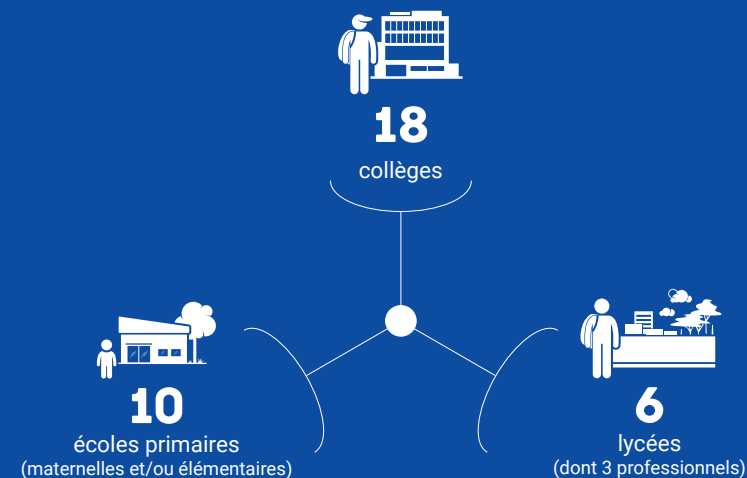 18
collèges
10
écoles primaires
(maternelles et/ou élémentaires)
6
lycées
(dont 3 professionnels)